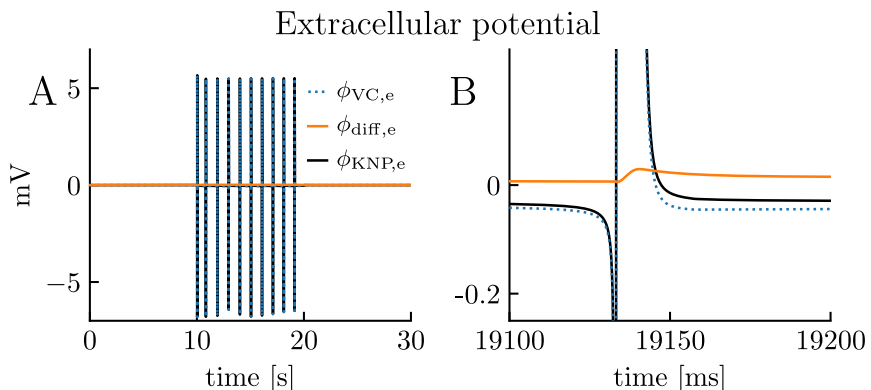 Extracellular potential
A
B
mV
5
0
−5
ϕVC,e
ϕdiff,e
ϕKNP,e
0
10
20
30
time [s]
0
-0.2
19100
19150
19200
time [ms]